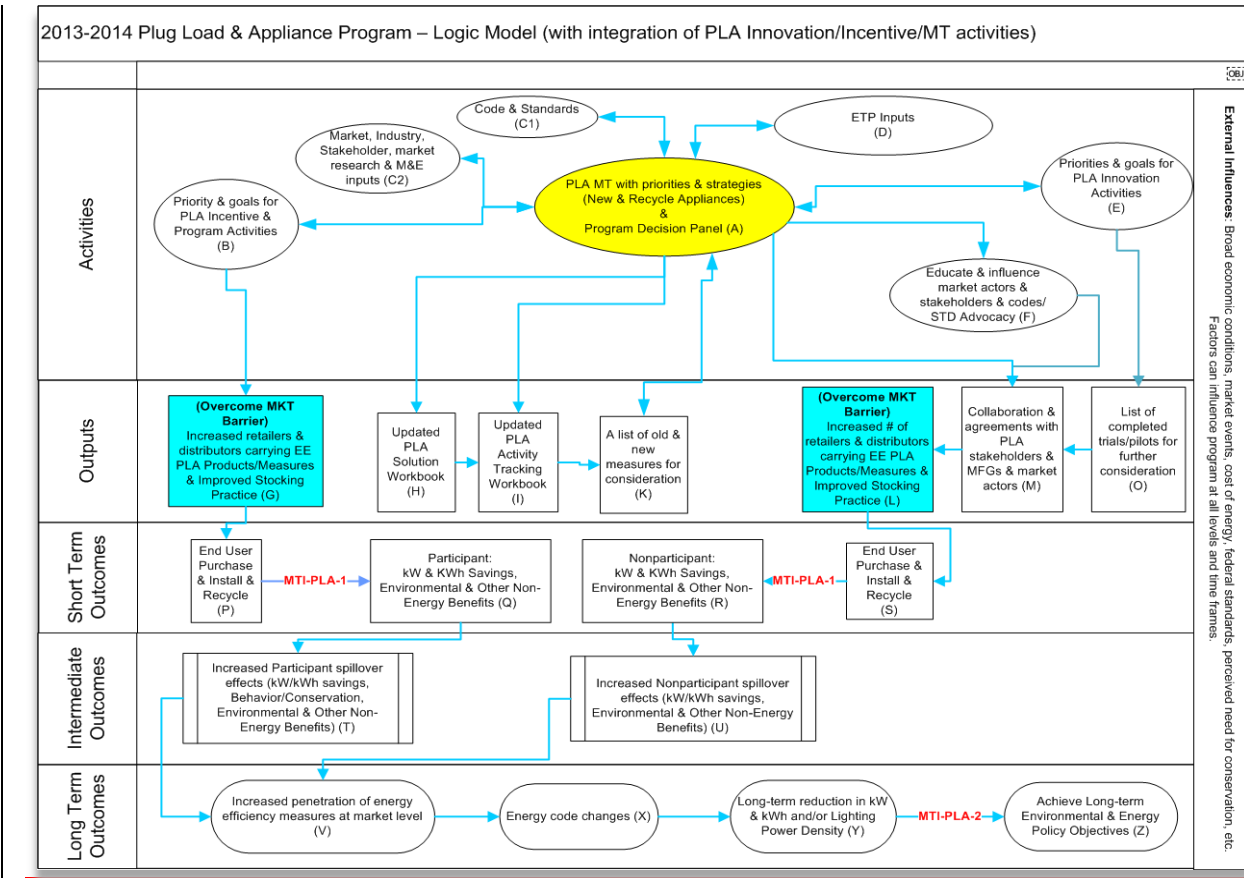 2013-2014 Plug Load & Appliance Program – Logic Model (with integration of PLA Innovation/Incentive/MT activities)
OBJ
Activities
Code & Standards
(C1)
ETP Inputs
(D)
Market, Industry,
Stakeholder, market
research & M&E
inputs (C2)
Priority & goals for
PLA Incentive &
Program Activities
(B)
PLA MT with priorities & strategies
(New & Recycle Appliances)
&
Program Decision Panel (A)
Priorities & goals for
PLA Innovation
Activities
(E)
Educate & influence
market actors &
stakeholders & codes/
STD Advocacy (F)
Outputs
(Overcome MKT
Barrier)
Increased retailers &
distributors carrying EE
PLA Products/Measures
& Improved Stocking
Practice (G)
Updated
PLA
Solution
Workbook
(H)
Updated
PLA
Activity
Tracking
Workbook
(I)
A list of old &
new
measures for
consideration
(K)
(Overcome MKT
Barrier)
Increased # of
retailers & distributors
carrying EE PLA
Products/Measures &
Improved Stocking
Practice (L)
Collaboration &
agreements with
PLA
stakeholders &
MFGs & market
actors (M)
List of
completed
trials/pilots for
further
consideration
(O)
Short Term
Outcomes
End User
Purchase
& Install &
Recycle
(P)
MTI-PLA-1
Participant:
kW & KWh Savings,
Environmental & Other Non-
Energy Benefits (Q)
Nonparticipant:
kW & KWh Savings,
Environmental & Other Non-
Energy Benefits (R)
MTI-PLA-1
End User
Purchase
& Install &
Recycle
(S)
Intermediate
Outcomes
Increased Participant spillover
effects (kW/kWh savings,
Behavior/Conservation,
Environmental & Other Non-
Energy Benefits) (T)
Increased Nonparticipant spillover
effects (kW/kWh savings,
Environmental & Other Non-Energy
Benefits) (U)
Long Term
Outcomes
Increased penetration of energy
efficiency measures at market level
(V)
Energy code changes (X)
Long-term reduction in kW
& kWh and/or Lighting
Power Density (Y)
MTI-PLA-2
Achieve Long-term
Environmental & Energy
Policy Objectives (Z)
External Influences: Broad economic conditions, market events, cost of energy, federal standards, perceived need for conservation, etc.
Factors can influence program at all levels and time frames.